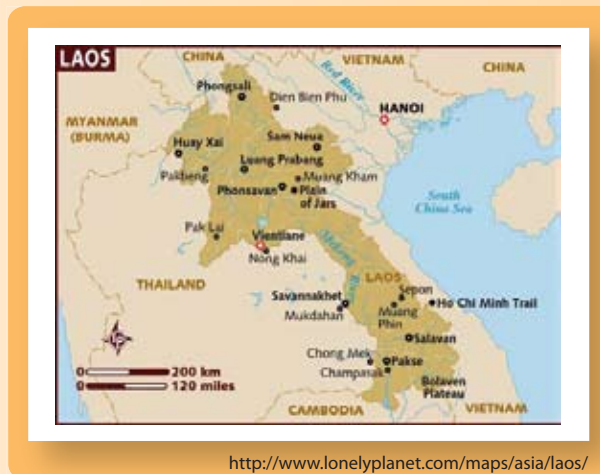 LAOS
CHINA
VIETNAM
CHINA
Phongsali
Red River
Dien Bien Phu
HANOI
MYANMAR
(BURMA)
Huay Xai
Sam Neua
Luang Prabang
Pakbeng
Muang Kham
Phonsavan
Plain
of Jars
South
China Sea
Pak Lai
Vientiane
Nong Khai
Mekong River
THAILAND
LAOS
Savannakhet
Sepon
Ho Chi Minh Trail
Mukdahan
Muang
Phin
Salavan
Chong Mek
Pakse
Champasak
Bolaven
Plateau
0 200 km
0 120 miles
CAMBODIA
VIETNAM
http://www.lonelyplanet.com/maps/asia/laos/